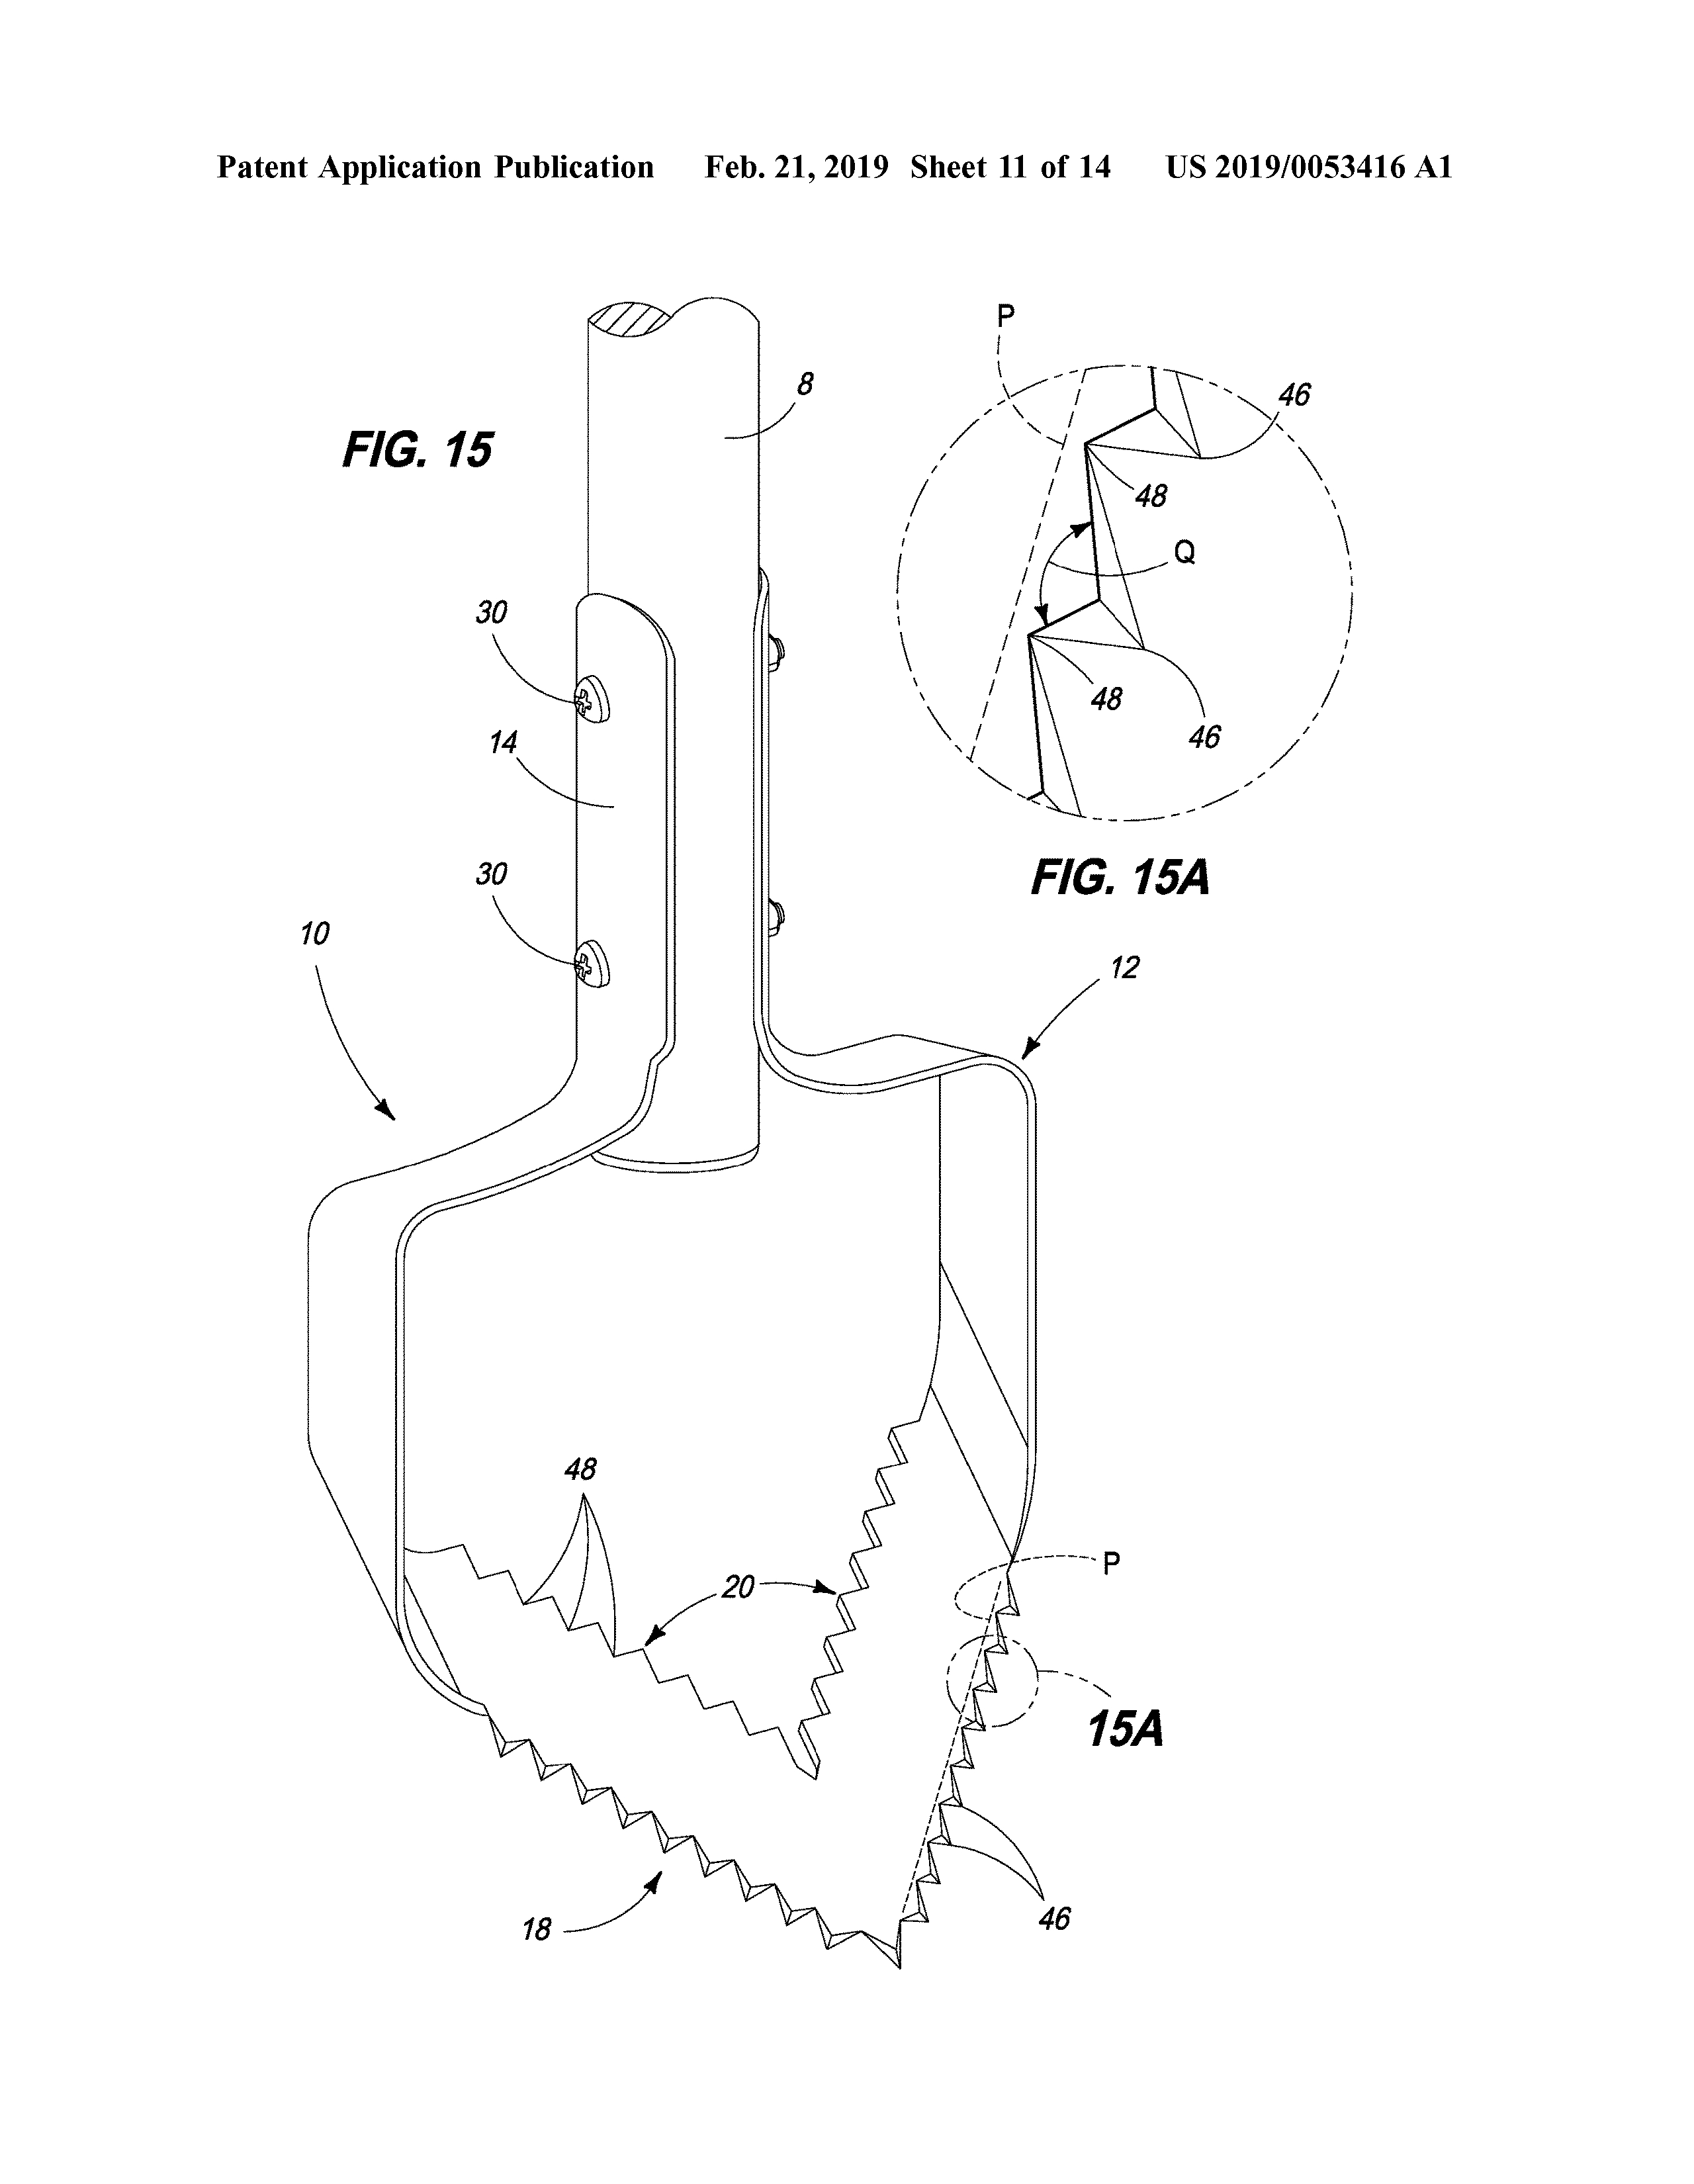 Patent Application Publication Feb. 21, 2019 Sheet 11 of 14 US 2019/0053416 A1
P
8
46
FIG. 15
48
Q
30
48
46
14
30
FIG. 15A
10
12
48
20
P
15A
46
18